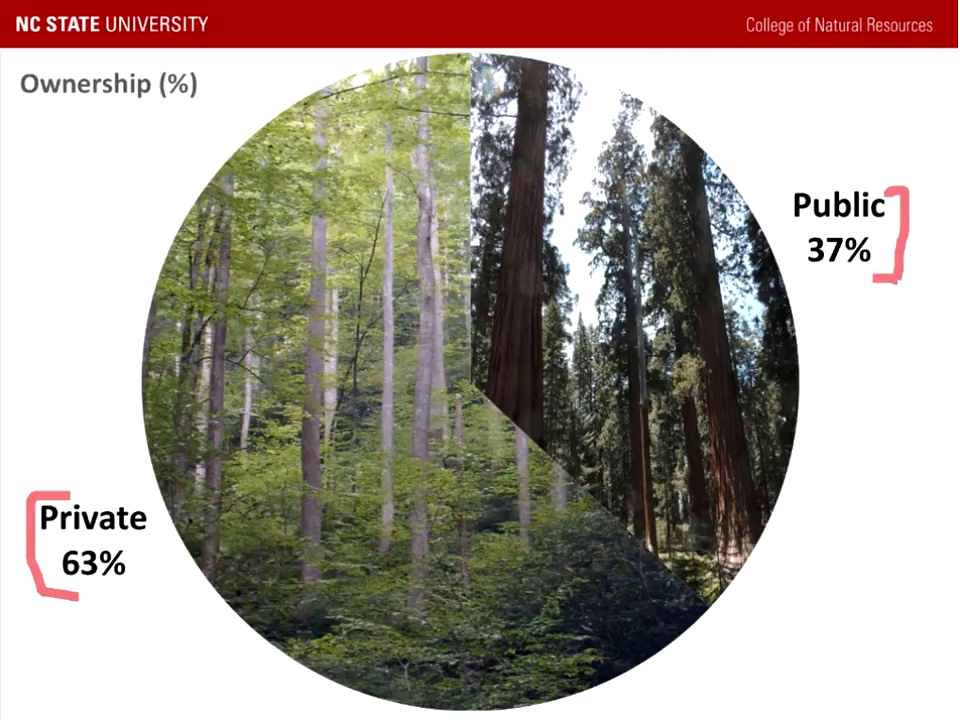 NC STATE UNIVERSITY
College of Natural Resources
Ownership (%)
Public
37%
Private
63%